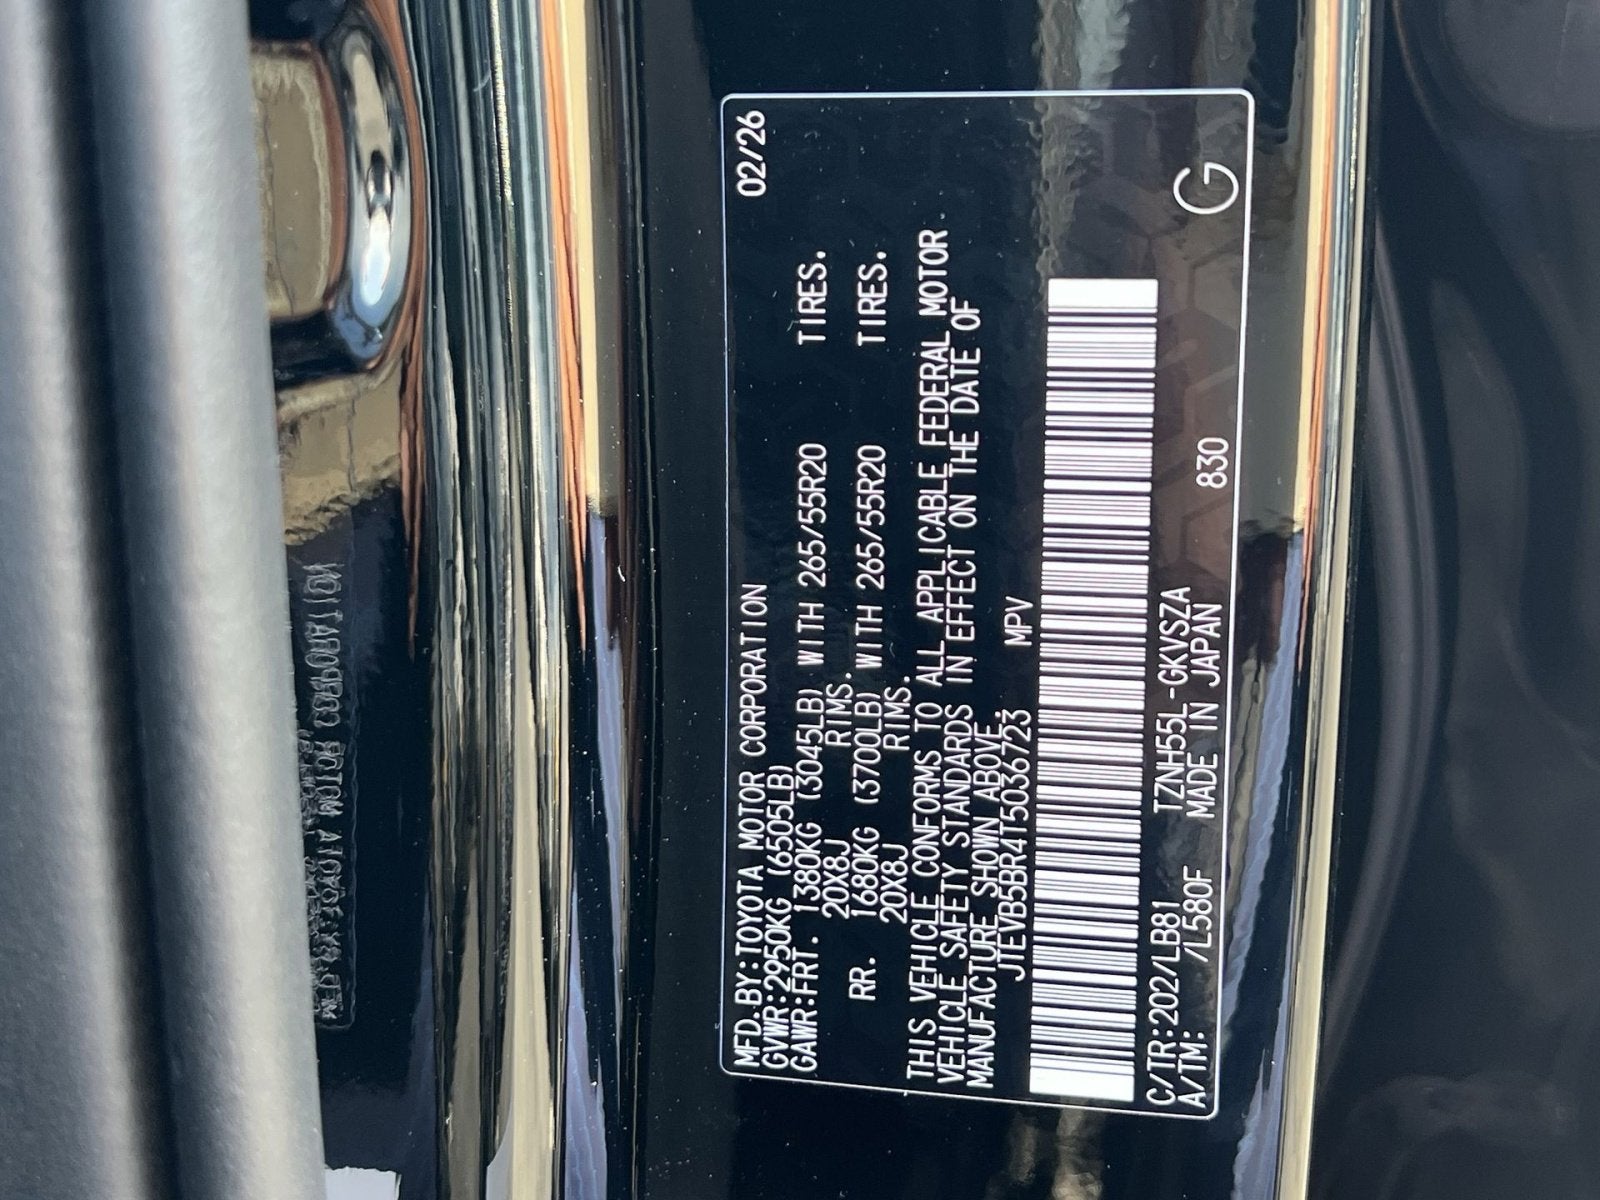 MFD.BY:TOYOTA MOTOR CORPORATION 02/26
GVWR:2950KG (6505LB)
GAWR:FRT. 1380KG (3045LB) WITH 265/55R20 TIRES.
20X8J RIMS.
RR. 1680KG (3700LB) WITH 265/55R20 TIRES.
20X8J RIMS.
THIS VEHICLE CONFORMS TO ALL APPLICABLE FEDERAL MOTOR
VEHICLE SAFETY STANDARDS IN EFFECT ON THE DATE OF
MANUFACTURE SHOWN ABOVE.
JTEVB5BR4T5036723 MPV
C/TR:202/LB81 TZNH55L-GKVSZA
A/TM: /L580F MADE IN JAPAN 830 G